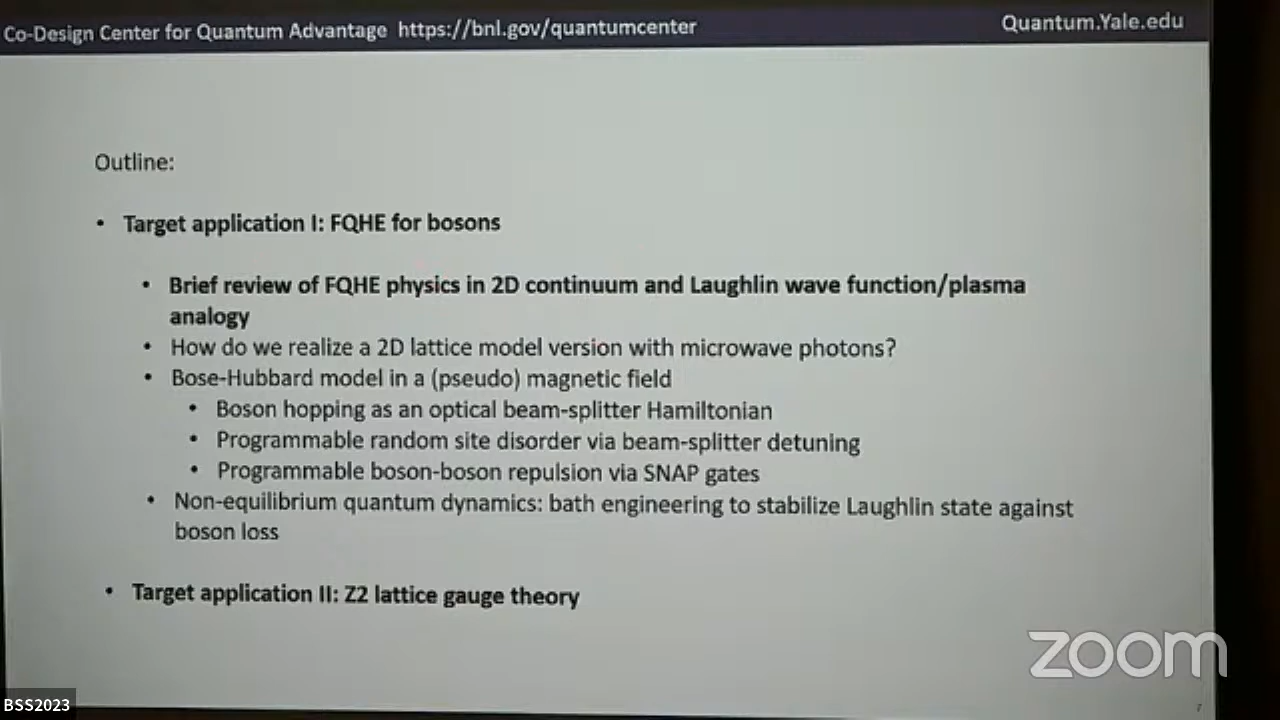 Co-Design Center for Quantum Advantage https://bnl.gov/quantumcenter
Quantum.Yale.edu
Outline:
• Target application I: FQHE for bosons
• Brief review of FQHE physics in 2D continuum and Laughlin wave function/plasma
analogy
• How do we realize a 2D lattice model version with microwave photons?
• Bose-Hubbard model in a (pseudo) magnetic field
• Boson hopping as an optical beam-splitter Hamiltonian
• Programmable random site disorder via beam-splitter detuning
• Programmable boson-boson repulsion via SNAP gates
• Non-equilibrium quantum dynamics: bath engineering to stabilize Laughlin state against
boson loss
• Target application II: Z2 lattice gauge theory
zoom
BSS2023
7